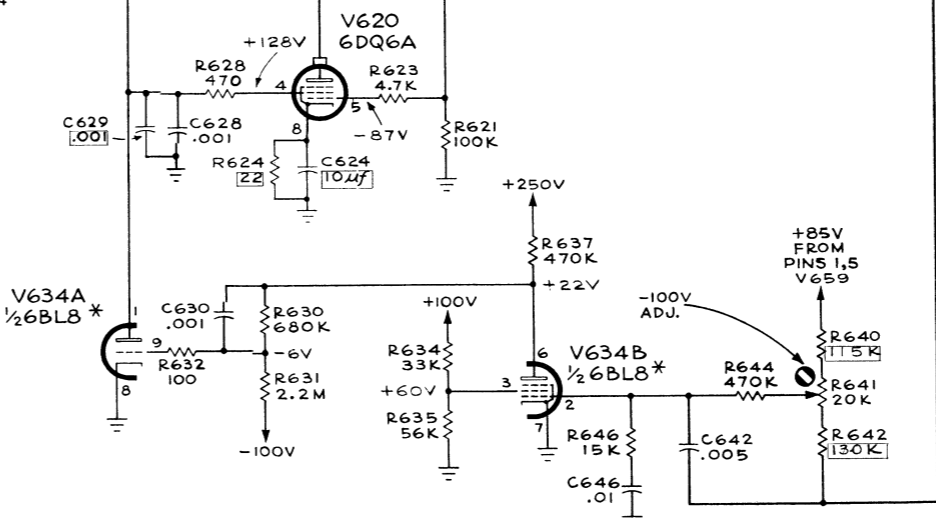 V620
6DQ6A
+128V
R628
470
4
R623
4.7K
5
-87V
8
C629
.001
C628
.001
R624
22
C624
10µf
R621
100K
+250V
R637
470K
+22V
+85V
FROM
PINS 1,5
V659
-100V
ADJ.
V634A
½6BL8 *
1
9
8
C630
.001
R630
680K
R632
100
-6V
R631
2.2M
-100V
+100V
R634
33K
+60V
R635
56K
6
3
2
7
V634B
½6BL8*
R644
470K
R640
115K
R641
20K
R642
130K
R646
15K
C642
.005
C646
.01